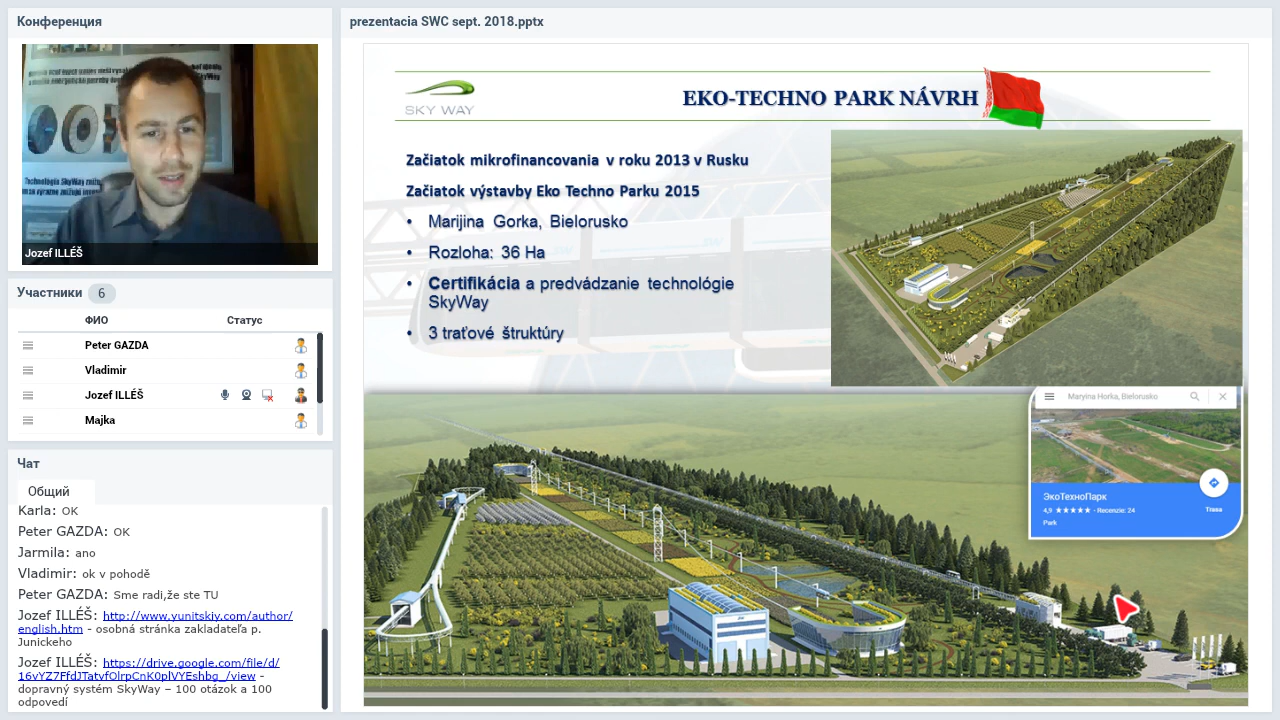 Конференция
Jozef ILLÉŠ
Участники 6
ФИО Статус
Peter GAZDA
Vladimir
Jozef ILLÉŠ
Majka
Чат
Общий
Karla: OK
Peter GAZDA: OK
Jarmila: ano
Vladimir: ok v pohodě
Peter GAZDA: Sme radi,že ste TU
Jozef ILLÉŠ: http://www.yunitskiy.com/author/
english.htm - osobná stránka zakladateľa p.
Junickeho
Jozef ILLÉŠ: https://drive.google.com/file/d/
16vYZ7FfdJTatvfOlrpCnK0plVYEshbg_/view -
dopravný systém SkyWay – 100 otázok a 100
odpovedí
prezentacia SWC sept. 2018.pptx
SKY WAY
EKO-TECHNO PARK NÁVRH
Začiatok mikrofinancovania v roku 2013 v Rusku
Začiatok výstavby Eko Techno Parku 2015
• Marijina Gorka, Bielorusko
• Rozloha: 36 Ha
• Certifikácia a predvádzanie technológie
SkyWay
• 3 traťové štruktúry
Maryina Horka, Bielorusko
ЭкоТехноПарк
4,9 ★★★★★ - Recenzie: 24
Park
Trasa